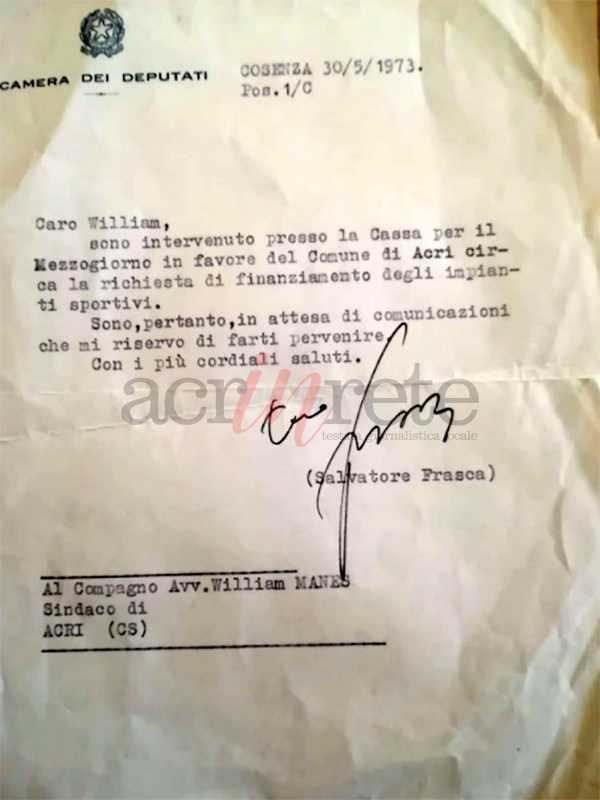 CAMERA DEI DEPUTATI
COSENZA 30/5/1973.
Pos.1/C
Caro William,
sono intervenuto presso la Cassa per il
Mezzogiorno in favore del Comune di Acri cir-
ca la richiesta di finanziamento degli impian-
ti sportivi.
Sono,pertanto,in attesa di comunicazioni
che mi riservo di farti pervenire.
Con i più cordiali saluti.
acrinrete
testata giornalistica locale
(Salvatore Frasca)
Al Compagno Avv.William MANES
Sindaco di
ACRI (CS)